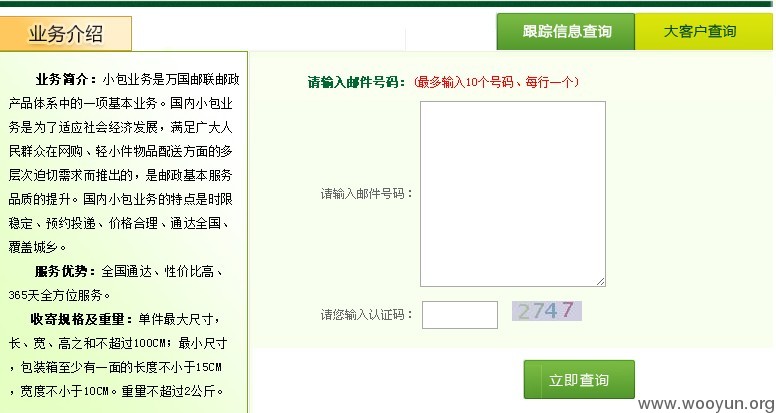 业务介绍
跟踪信息查询
大客户查询
业务简介：小包业务是万国邮联邮政
产品体系中的一项基本业务。国内小包业
务是为了适应社会经济发展，满足广大人
民群众在网购、轻小件物品配送方面的多
层次迫切需求而推出的，是邮政基本服务
品质的提升。国内小包业务的特点是时限
稳定、预约投递、价格合理、通达全国、
覆盖城乡。
服务优势：全国通达、性价比高、
365天全方位服务。
收寄规格及重量：单件最大尺寸，
长、宽、高之和不超过100CM；最小尺寸
，包装箱至少有一面的长度不小于15CM
，宽度不小于10CM。重量不超过2公斤。
请输入邮件号码：(最多输入10个号码、每行一个)
请输入邮件号码：
请您输入认证码：
2747
立即查询
www.wooyun.org